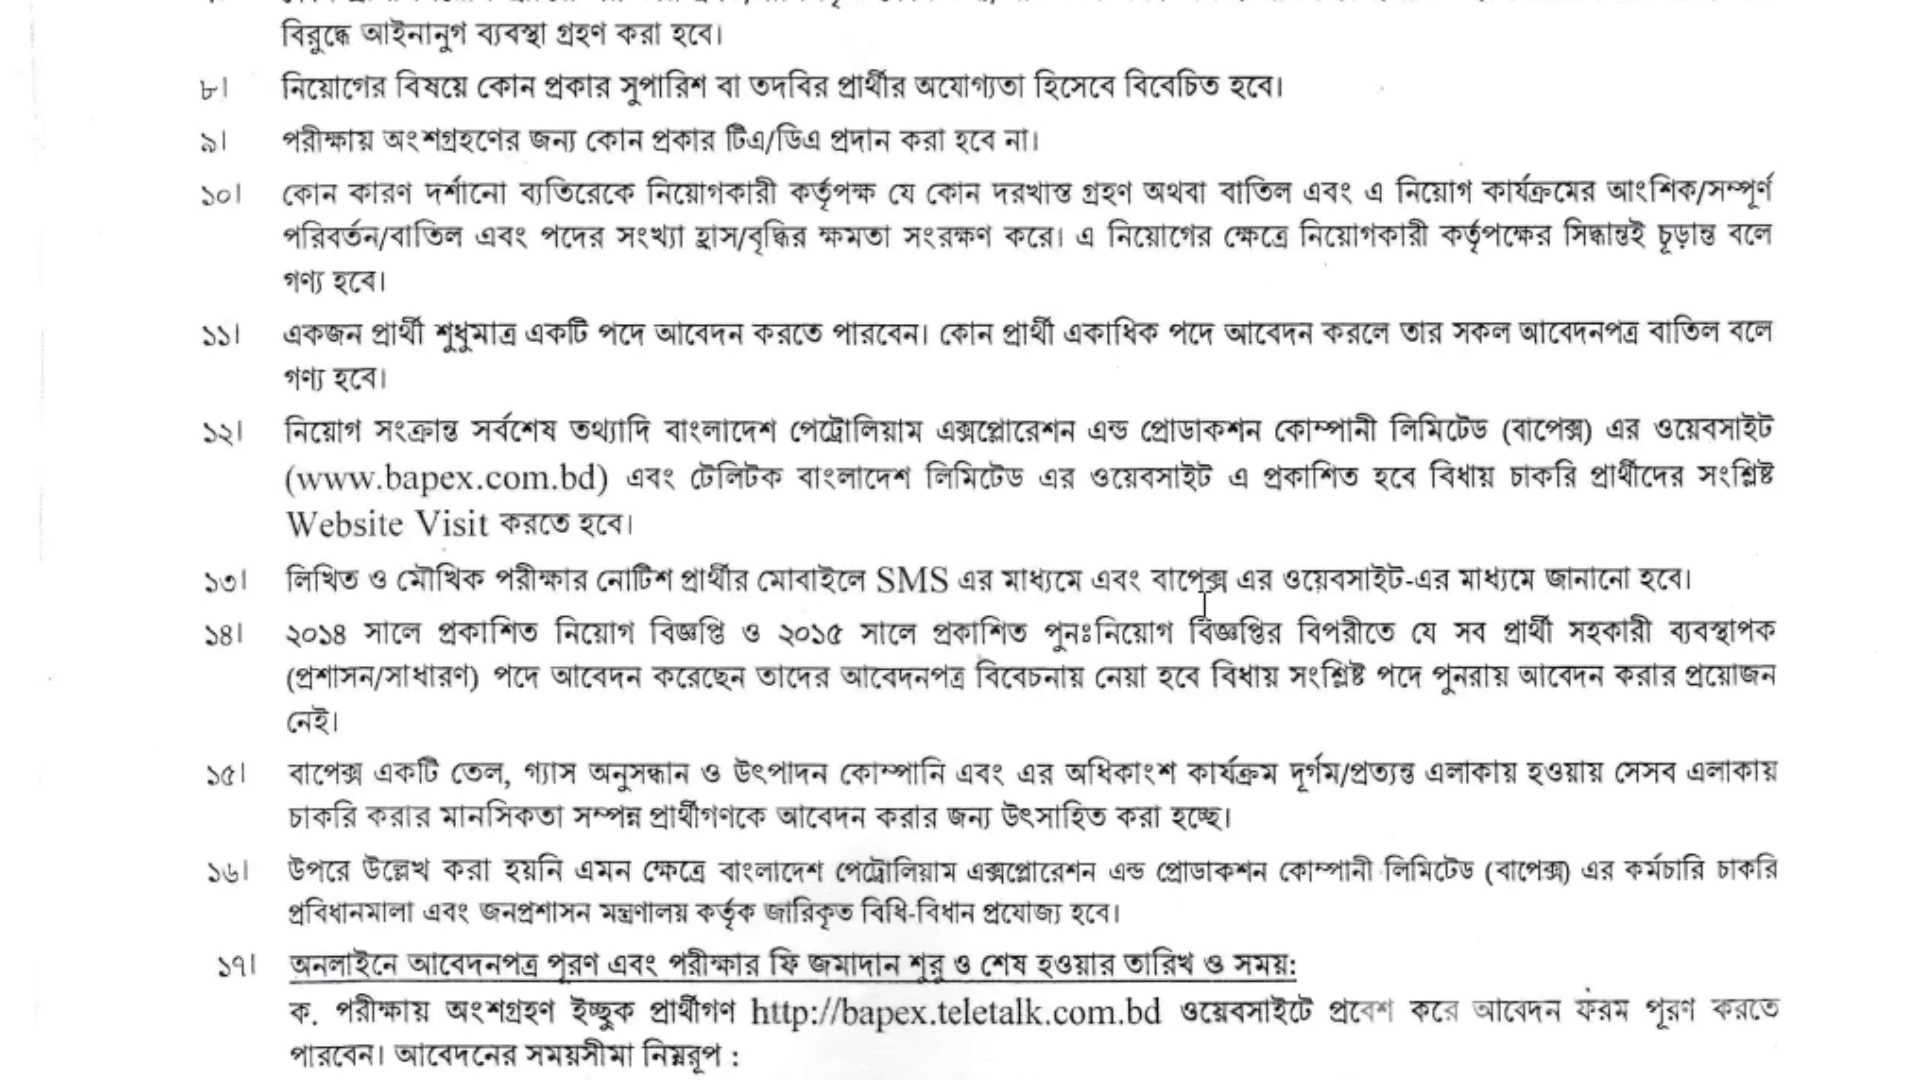 বিরুদ্ধে আইনানুগ ব্যবস্থা গ্রহণ করা হবে।
৮। নিয়োগের বিষয়ে কোন প্রকার সুপারিশ বা তদবির প্রার্থীর অযোগ্যতা হিসেবে বিবেচিত হবে।
৯। পরীক্ষায় অংশগ্রহণের জন্য কোন প্রকার টিএ/ডিএ প্রদান করা হবে না।
১০। কোন কারণ দর্শানো ব্যতিরেকে নিয়োগকারী কর্তৃপক্ষ যে কোন দরখাস্ত গ্রহণ অথবা বাতিল এবং এ নিয়োগ কার্যক্রমের আংশিক/সম্পূর্ণ
পরিবর্তন/বাতিল এবং পদের সংখ্যা হ্রাস/বৃদ্ধির ক্ষমতা সংরক্ষণ করে। এ নিয়োগের ক্ষেত্রে নিয়োগকারী কর্তৃপক্ষের সিদ্ধান্তই চূড়ান্ত বলে
গণ্য হবে।
১১। একজন প্রার্থী শুধুমাত্র একটি পদে আবেদন করতে পারবেন। কোন প্রার্থী একাধিক পদে আবেদন করলে তার সকল আবেদনপত্র বাতিল বলে
গণ্য হবে।
১২। নিয়োগ সংক্রান্ত সর্বশেষ তথ্যাদি বাংলাদেশ পেট্রোলিয়াম এক্সপ্লোরেশন এন্ড প্রোডাকশন কোম্পানী লিমিটেড (বাপেক্স) এর ওয়েবসাইট
(www.bapex.com.bd) এবং টেলিটক বাংলাদেশ লিমিটেড এর ওয়েবসাইট এ প্রকাশিত হবে বিধায় চাকরি প্রার্থীদের সংশ্লিষ্ট
Website Visit করতে হবে।
১৩। লিখিত ও মৌখিক পরীক্ষার নোটিশ প্রার্থীর মোবাইলে SMS এর মাধ্যমে এবং বাপেক্স এর ওয়েবসাইট-এর মাধ্যমে জানানো হবে।
১৪। ২০১৪ সালে প্রকাশিত নিয়োগ বিজ্ঞপ্তি ও ২০১৫ সালে প্রকাশিত পুনঃনিয়োগ বিজ্ঞপ্তির বিপরীতে যে সব প্রার্থী সহকারী ব্যবস্থাপক
(প্রশাসন/সাধারণ) পদে আবেদন করেছেন তাদের আবেদনপত্র বিবেচনায় নেয়া হবে বিধায় সংশ্লিষ্ট পদে পুনরায় আবেদন করার প্রয়োজন
নেই।
১৫। বাপেক্স একটি তেল, গ্যাস অনুসন্ধান ও উৎপাদন কোম্পানি এবং এর অধিকাংশ কার্যক্রম দূর্গম/প্রত্যন্ত এলাকায় হওয়ায় সেসব এলাকায়
চাকরি করার মানসিকতা সম্পন্ন প্রার্থীগণকে আবেদন করার জন্য উৎসাহিত করা হচ্ছে।
১৬। উপরে উল্লেখ করা হয়নি এমন ক্ষেত্রে বাংলাদেশ পেট্রোলিয়াম এক্সপ্লোরেশন এন্ড প্রোডাকশন কোম্পানী লিমিটেড (বাপেক্স) এর কর্মচারি চাকরি
প্রবিধানমালা এবং জনপ্রশাসন মন্ত্রণালয় কর্তৃক জারিকৃত বিধি-বিধান প্রযোজ্য হবে।
১৭। অনলাইনে আবেদনপত্র পূরণ এবং পরীক্ষার ফি জমাদান শুরু ও শেষ হওয়ার তারিখ ও সময়:
ক. পরীক্ষায় অংশগ্রহণ ইচ্ছুক প্রার্থীগণ http://bapex.teletalk.com.bd ওয়েবসাইটে প্রবেশ করে আবেদন ফরম পূরণ করতে
পারবেন। আবেদনের সময়সীমা নিম্নরূপ :